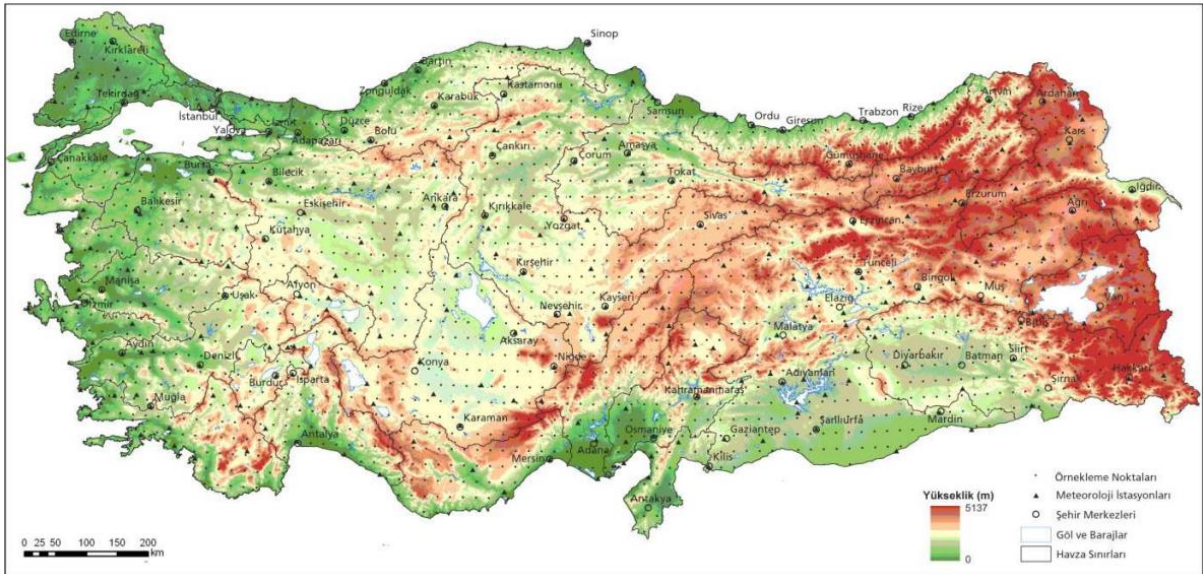 Edirne
Kırklareli
Tekirdağ
İstanbul
Yalova
İzmit
Adapazarı
Düzce
Bolu
Zonguldak
Bartın
Karabük
Kastamonu
Sinop
Samsun
Ordu
Giresun
Trabzon
Rize
Artvin
Ardahan
Kars
Iğdır
Çanakkale
Bursa
Bilecik
Balıkesir
Eskişehir
Kütahya
Ankara
Çankırı
Kırıkkale
Çorum
Amasya
Tokat
Yozgat
Sivas
Gümüşhane
Bayburt
Erzincan
Erzurum
Ağrı
Manisa
İzmir
Uşak
Afyon
Kırşehir
Nevşehir
Kayseri
Aksaray
Niğde
Malatya
Elazığ
Tunceli
Bingöl
Muş
Bitlis
Van
Aydın
Denizli
Burdur
Isparta
Konya
Karaman
Muğla
Antalya
Mersin
Adana
Osmaniye
Kahramanmaraş
Adıyaman
Gaziantep
Kilis
Antakya
Şanlıurfa
Diyarbakır
Batman
Siirt
Mardin
Şırnak
Hakkari
Yükseklik (m)
5137
0
Örnekleme Noktaları
Meteoroloji İstasyonları
Şehir Merkezleri
Göl ve Barajlar
Havza Sınırları
0 25 50 100 150 200
km